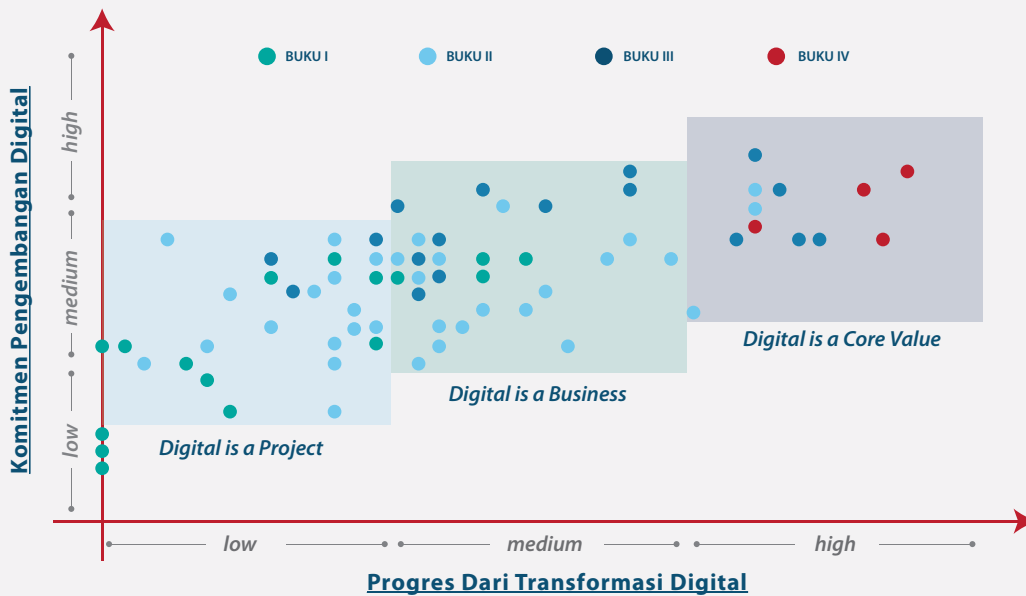 BUKU I
BUKU II
BUKU III
BUKU IV
Komitmen Pengembangan Digital
high
medium
low
Digital is a Project
Digital is a Business
Digital is a Core Value
low
medium
high
Progres Dari Transformasi Digital